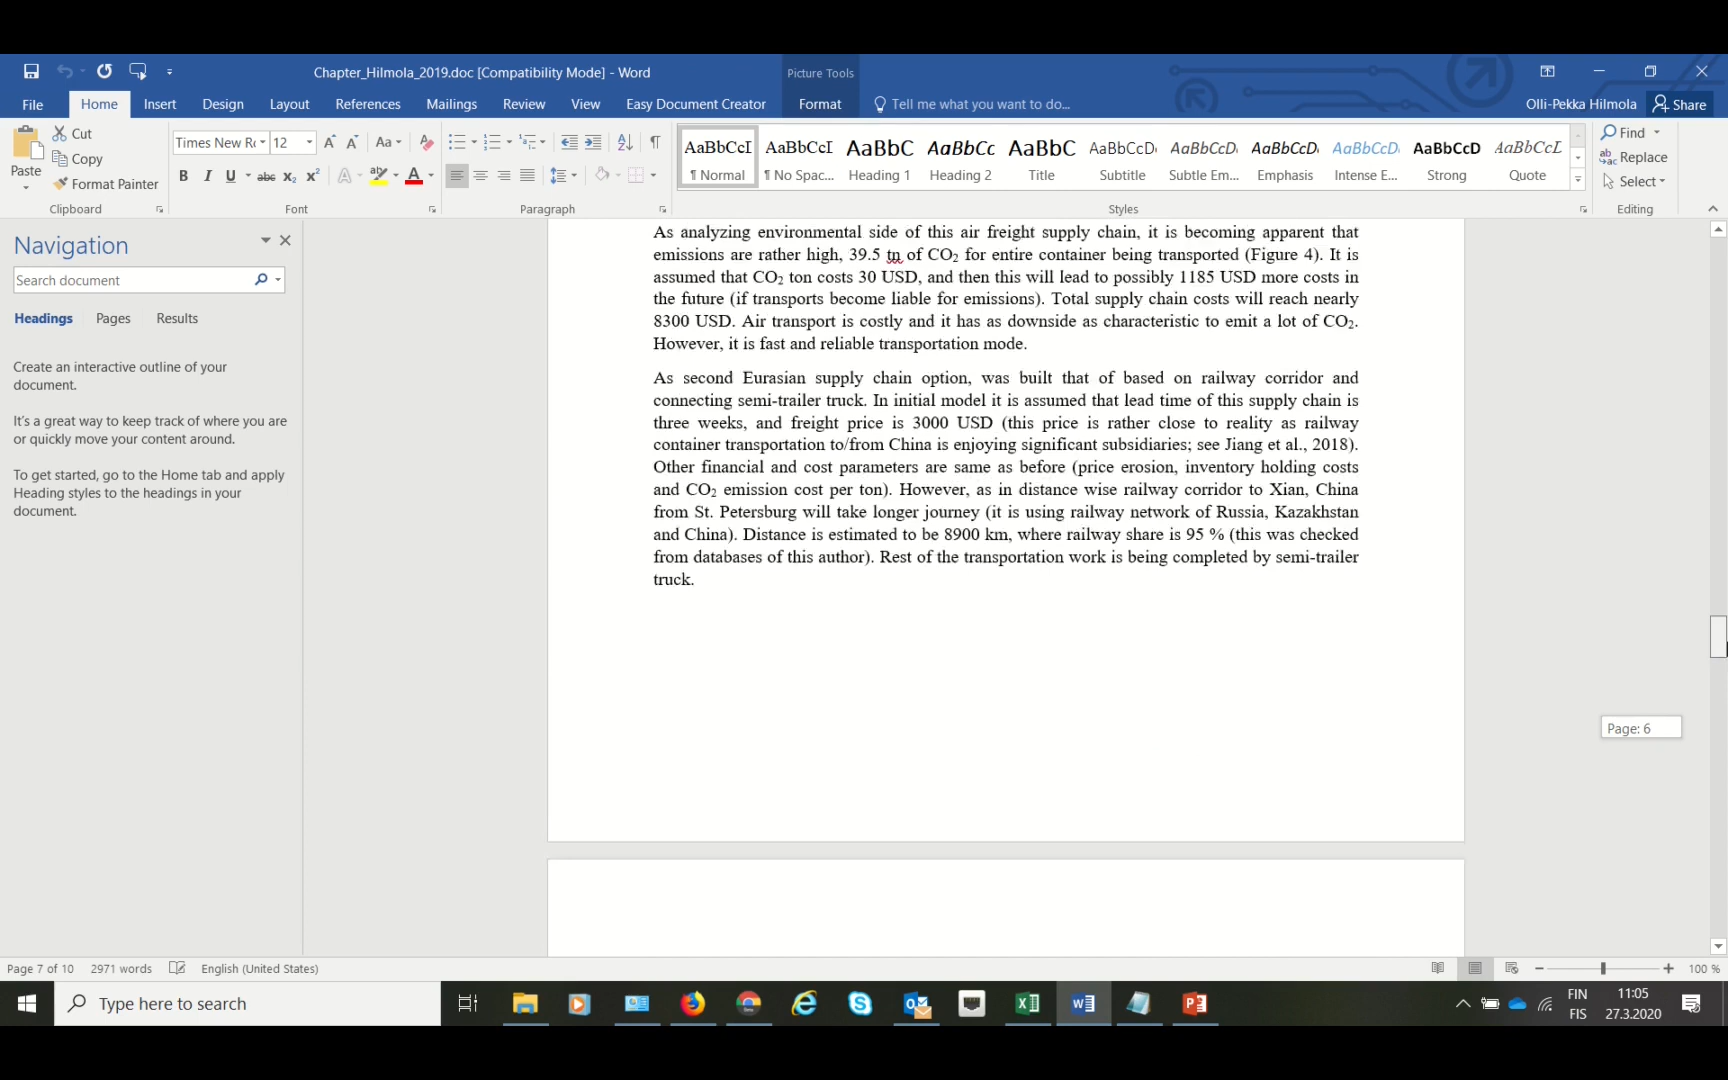 Chapter_Hilmola_2019.doc [Compatibility Mode] - Word
Picture Tools
File Home Insert Design Layout References Mailings Review View Easy Document Creator Format Tell me what you want to do... Olli-Pekka Hilmola Share
Paste
Cut
Copy
Format Painter
Clipboard
Times New Ro 12
Font
Paragraph
AaBbCcI AaBbCcI AaBbC AaBbCc AaBbC AaBbCcD AaBbCcD AaBbCcD AaBbCcD AaBbCcD AaBbCcD
¶ Normal ¶ No Spac... Heading 1 Heading 2 Title Subtitle Subtle Em... Emphasis Intense E... Strong Quote
Styles
Find
Replace
Select
Editing
Navigation
Search document
Headings Pages Results
Create an interactive outline of your
document.
It's a great way to keep track of where you are
or quickly move your content around.
To get started, go to the Home tab and apply
Heading styles to the headings in your
document.
As analyzing environmental side of this air freight supply chain, it is becoming apparent that
emissions are rather high, 39.5 tn of CO₂ for entire container being transported (Figure 4). It is
assumed that CO₂ ton costs 30 USD, and then this will lead to possibly 1185 USD more costs in
the future (if transports become liable for emissions). Total supply chain costs will reach nearly
8300 USD. Air transport is costly and it has as downside as characteristic to emit a lot of CO₂.
However, it is fast and reliable transportation mode.
As second Eurasian supply chain option, was built that of based on railway corridor and
connecting semi-trailer truck. In initial model it is assumed that lead time of this supply chain is
three weeks, and freight price is 3000 USD (this price is rather close to reality as railway
container transportation to/from China is enjoying significant subsidiaries; see Jiang et al., 2018).
Other financial and cost parameters are same as before (price erosion, inventory holding costs
and CO₂ emission cost per ton). However, as in distance wise railway corridor to Xian, China
from St. Petersburg will take longer journey (it is using railway network of Russia, Kazakhstan
and China). Distance is estimated to be 8900 km, where railway share is 95 % (this was checked
from databases of this author). Rest of the transportation work is being completed by semi-trailer
truck.
Page: 6
Page 7 of 10 2971 words English (United States) 100 %
Type here to search
FIN
FIS
11:05
27.3.2020